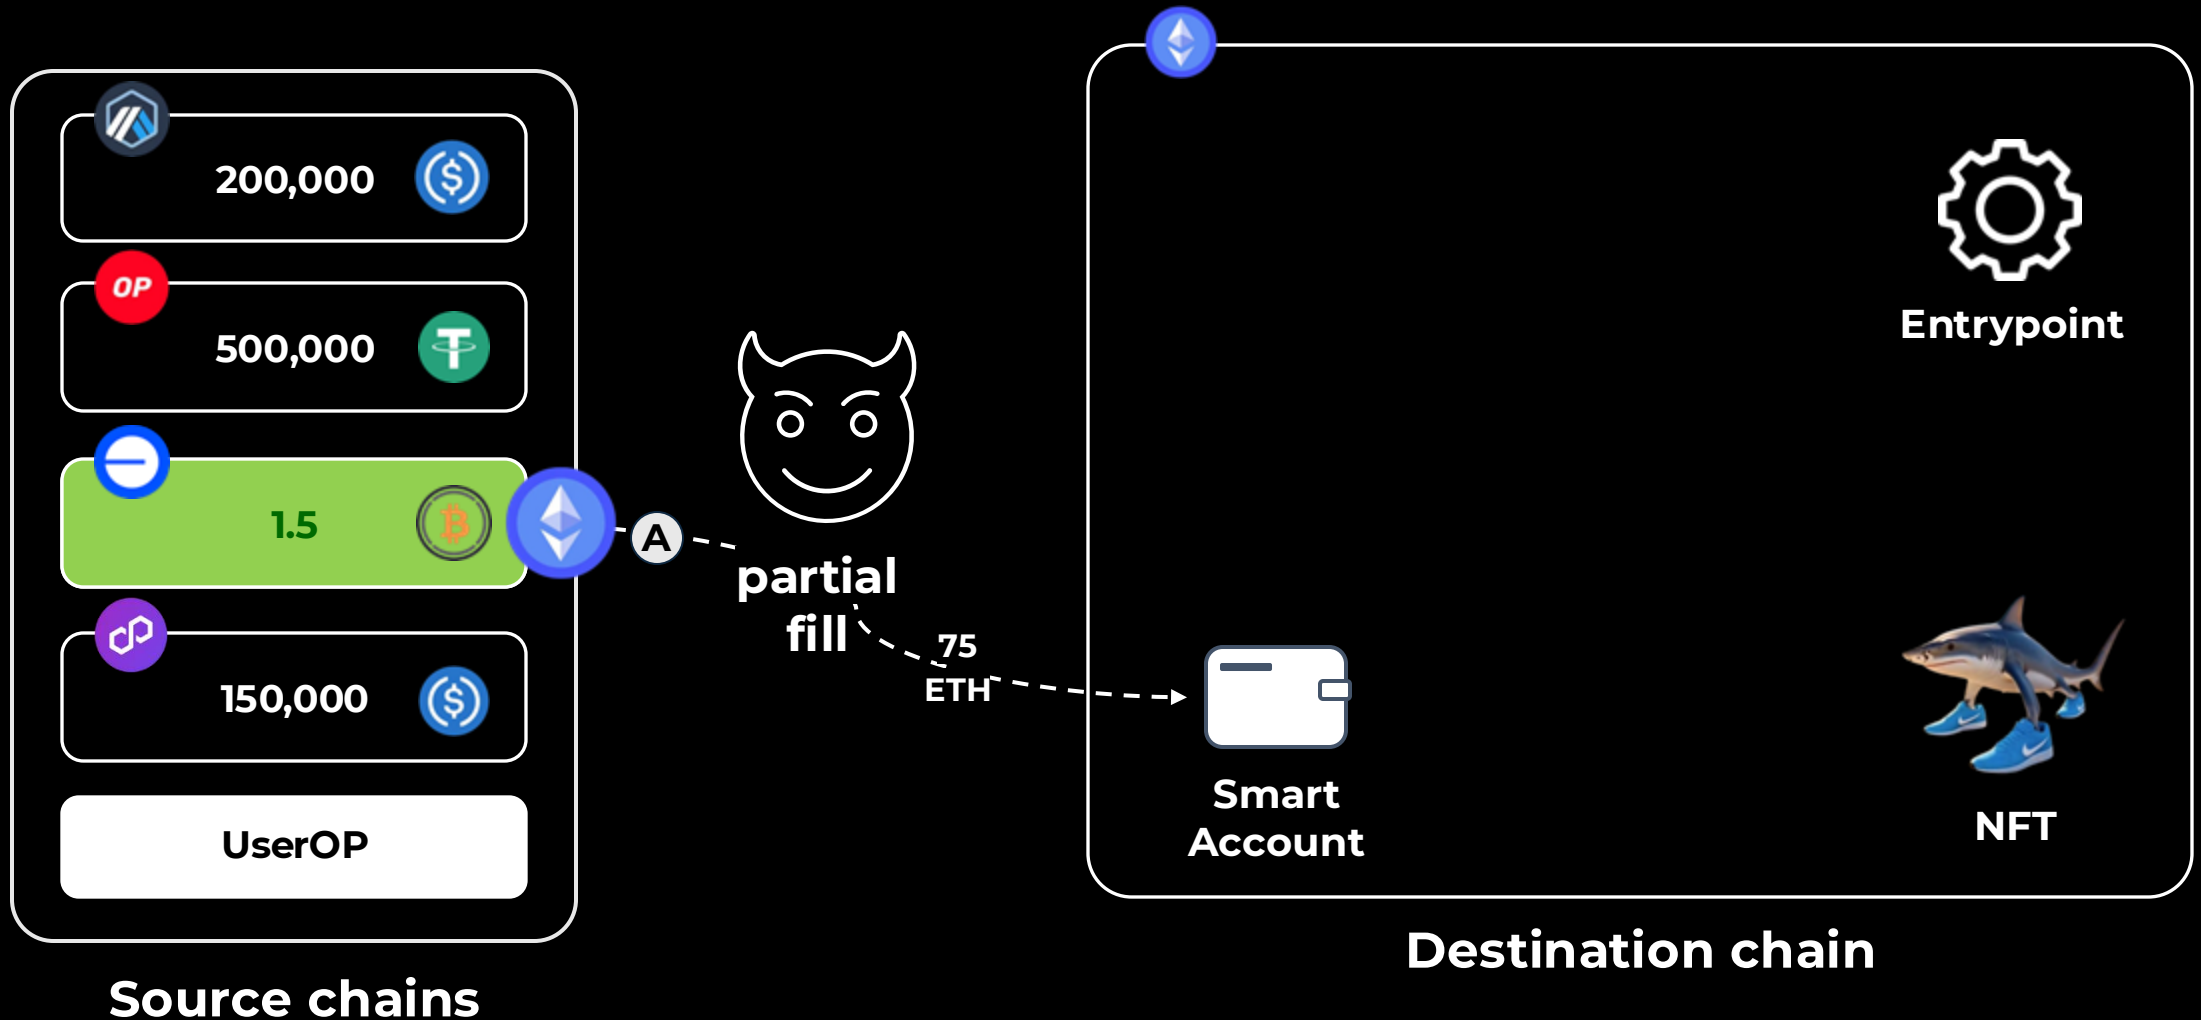 200,000
OP
500,000
1.5
150,000
UserOP
Source chains
A
partial
fill
75
ETH
Entrypoint
Smart
Account
NFT
Destination chain